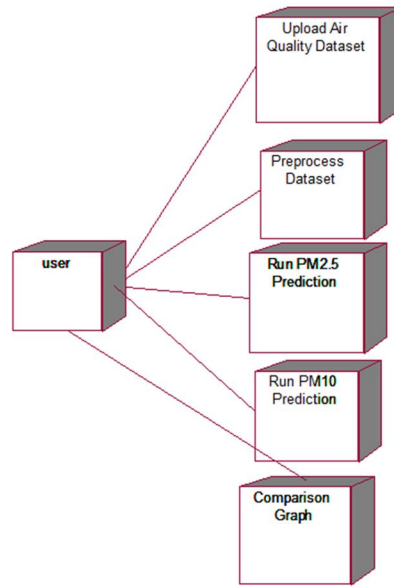 Upload Air
Quality Dataset
Preprocess
Dataset
user
Run PM2.5
Prediction
Run PM10
Prediction
Comparison
Graph